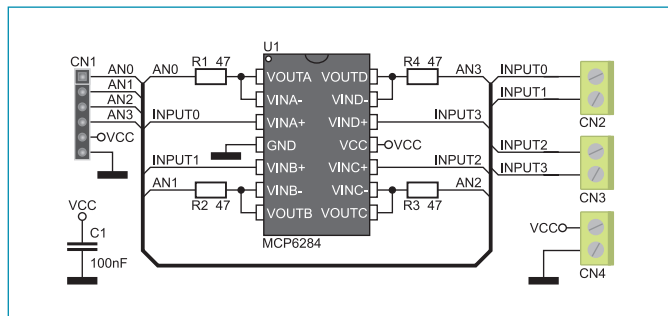 U1
CN1
AN0
AN0
R1 47
R4 47
AN3
INPUT0
AN1
VOUTA
VOUTD
INPUT1
AN2
VINA-
VIND-
CN2
AN3
INPUT0
VINA+
VIND+
INPUT3
VCC
GND
VCC
VCC
INPUT2
INPUT1
VINB+
VINC+
INPUT2
INPUT3
AN1
VINB-
VINC-
AN2
CN3
R2 47
VOUTB
VOUTC
R3 47
VCC
VCC
C1
MCP6284
100nF
CN4